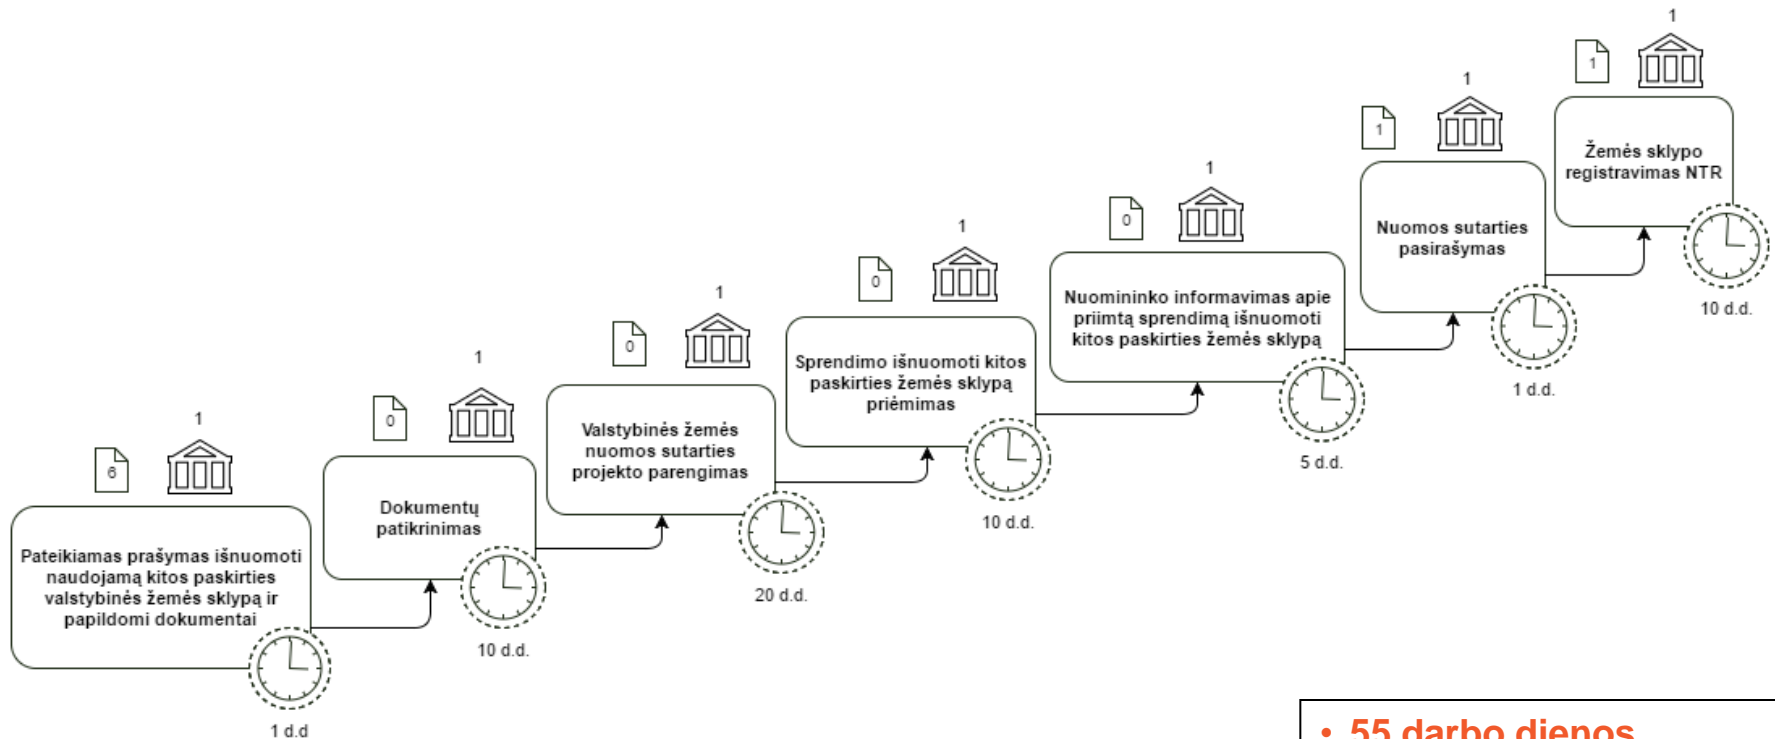 1
6
Pateikiamas prašymas išnuomoti
naudojamą kitos paskirties
valstybinės žemės sklypą ir
papildomi dokumentai
1 d.d
1
0
Dokumentų
patikrinimas
10 d.d.
1
0
Valstybinės žemės
nuomos sutarties
projekto parengimas
20 d.d.
1
0
Sprendimo išnuomoti kitos
paskirties žemės sklypą
priėmimas
10 d.d.
1
0
Nuomininko informavimas apie
priimtą sprendimą išnuomoti
kitos paskirties žemės sklypą
5 d.d.
1
1
Nuomos sutarties
pasirašymas
1 d.d.
1
1
Žemės sklypo
registravimas NTR
10 d.d.
• 55 darbo dienos